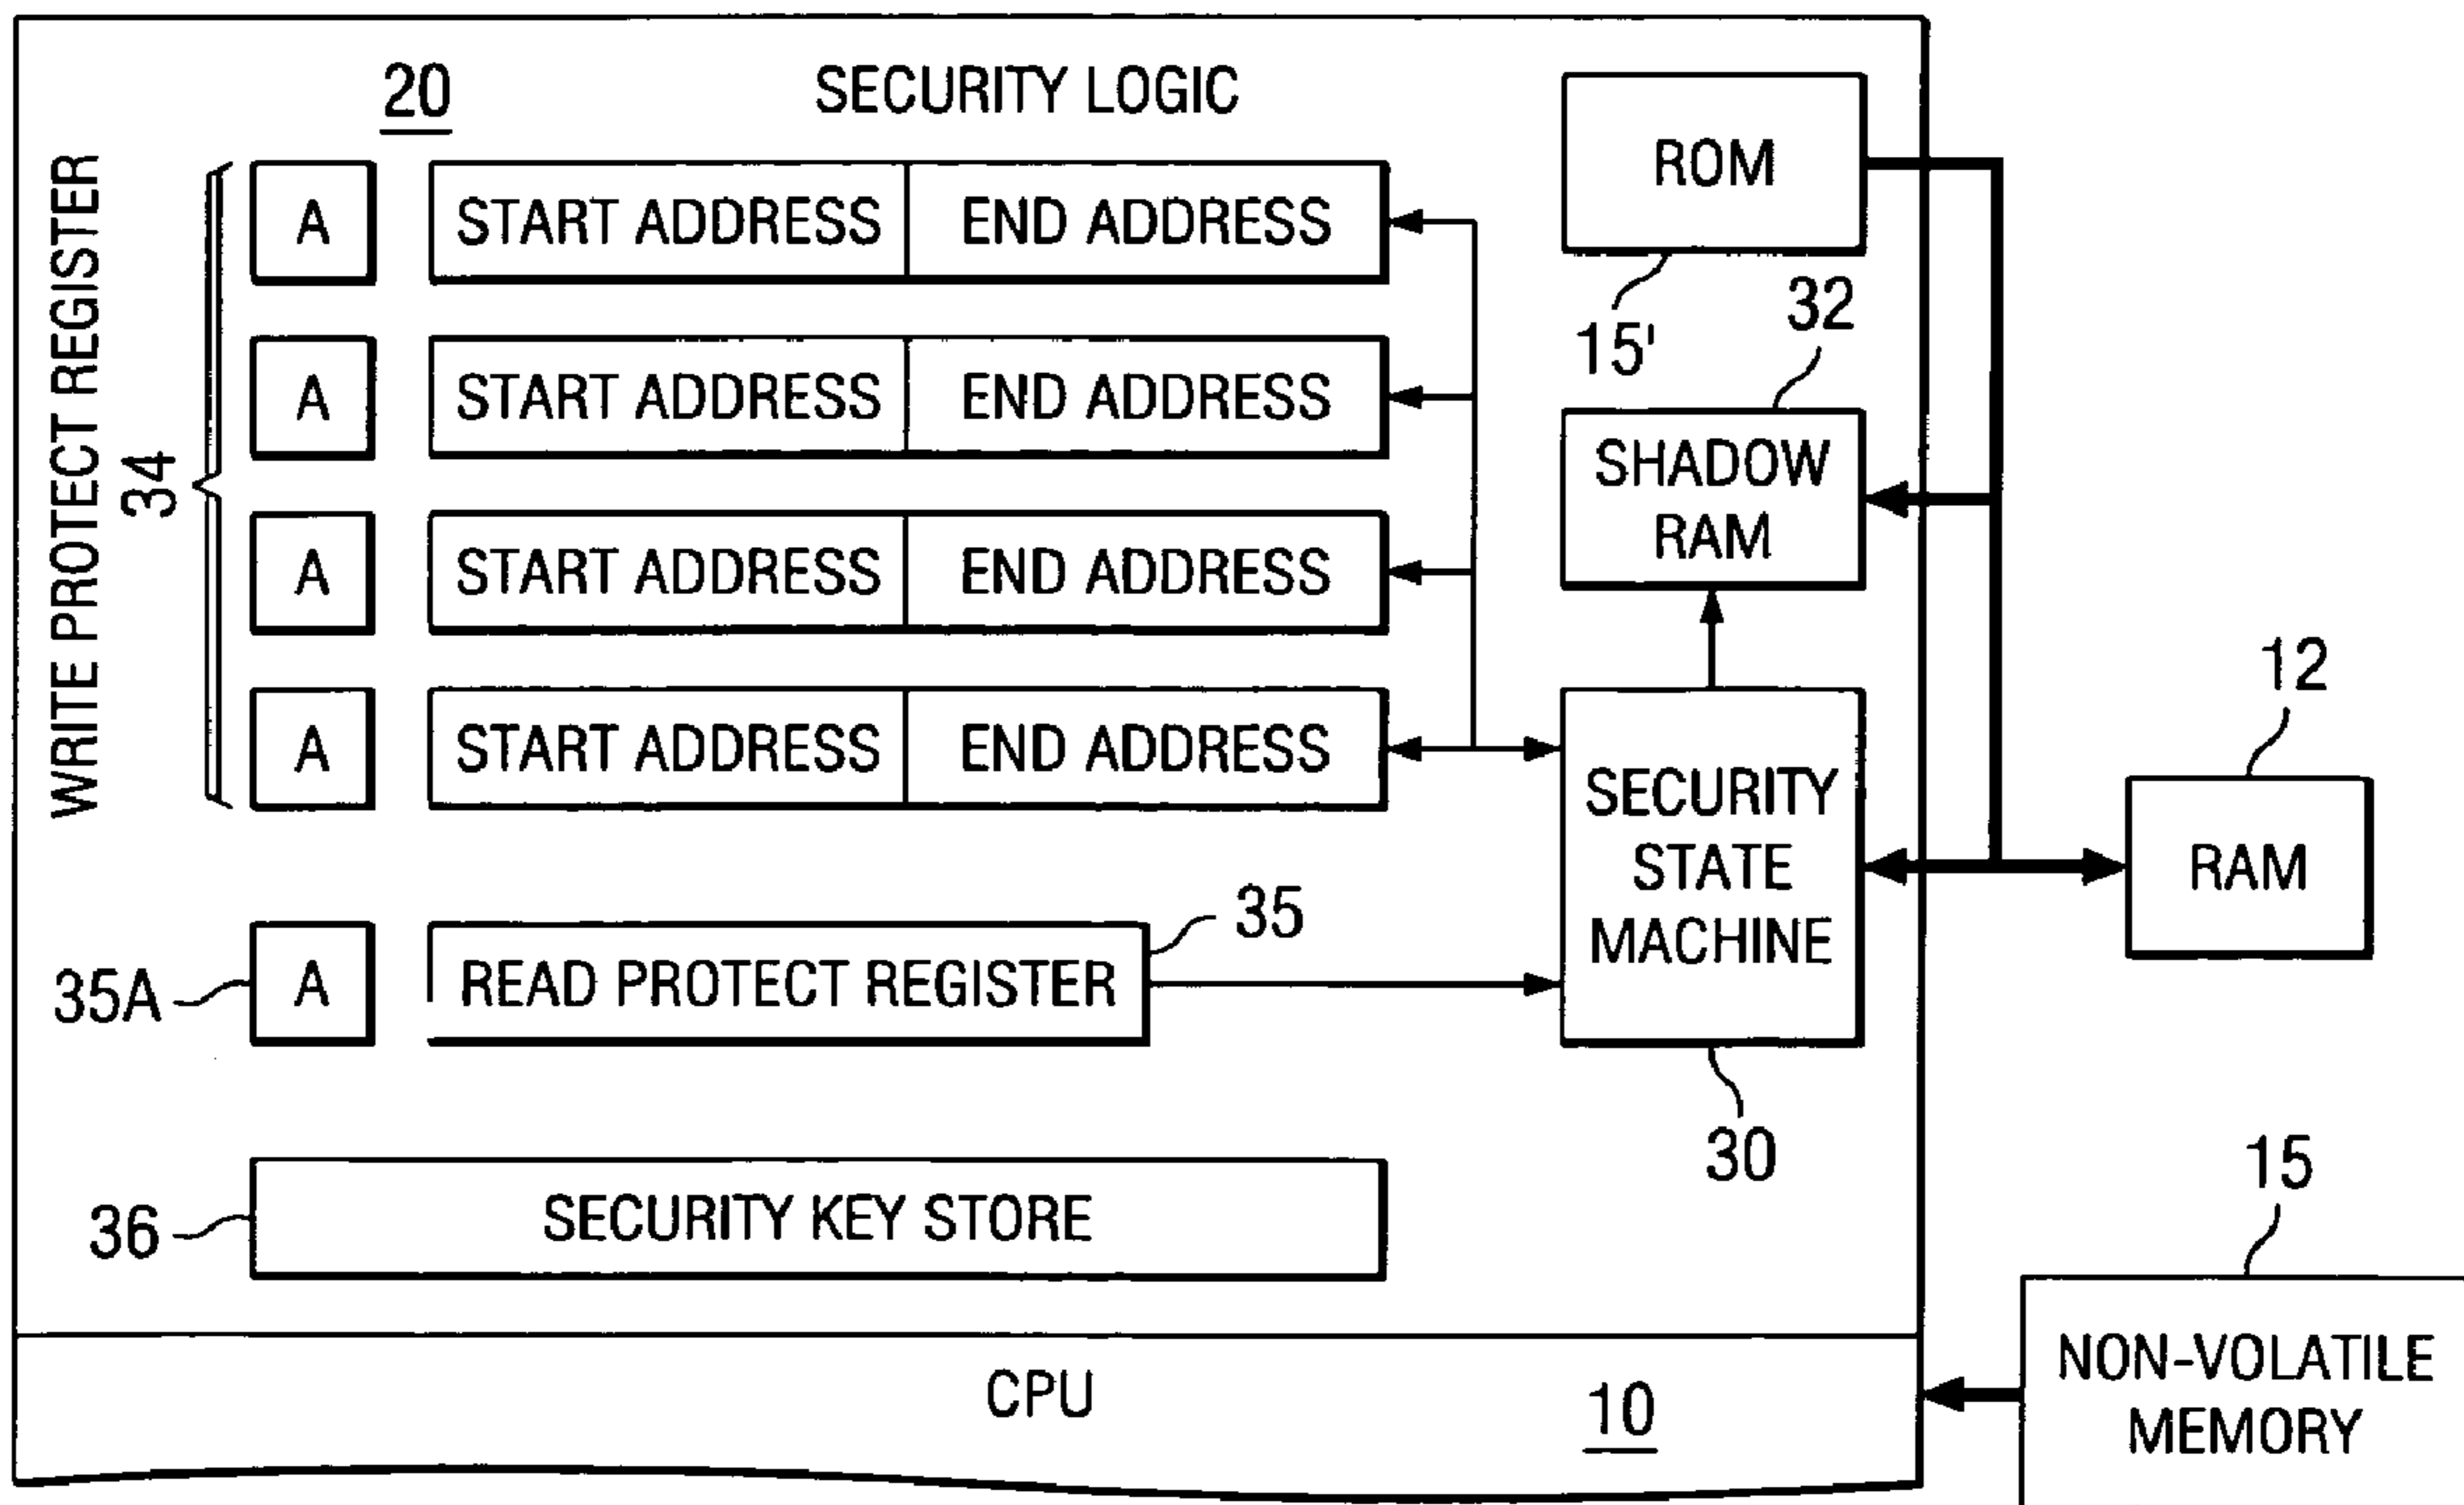 20
SECURITY LOGIC
WRITE PROTECT REGISTER
34
A
START ADDRESS
END ADDRESS
A
START ADDRESS
END ADDRESS
A
START ADDRESS
END ADDRESS
A
START ADDRESS
END ADDRESS
ROM
15'
32
SHADOW
RAM
12
RAM
SECURITY
STATE
MACHINE
30
35A
A
READ PROTECT REGISTER
35
36
SECURITY KEY STORE
CPU
10
15
NON-VOLATILE
MEMORY